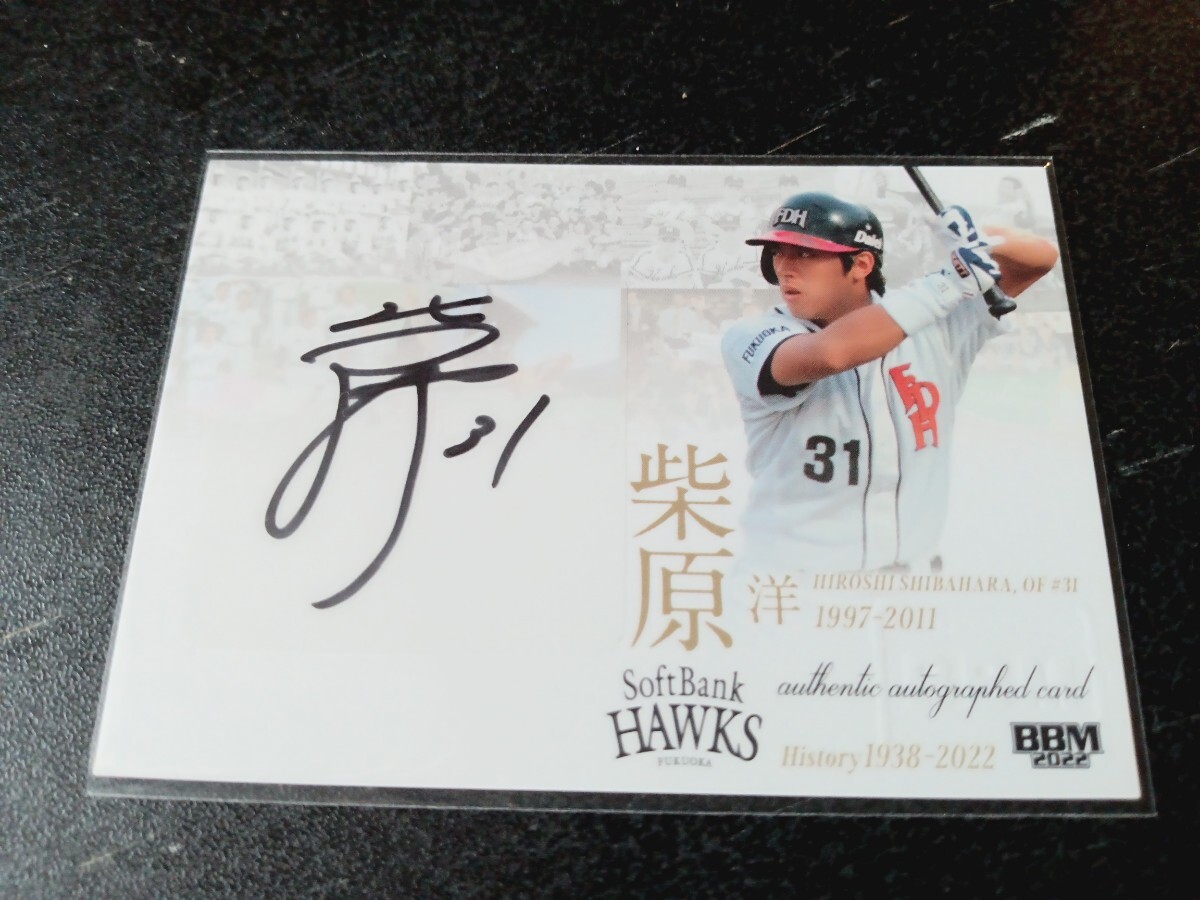 FDH
Daiei
FUKUOKA
FDH
31
31
柴原
洋
HIROSHI SHIBAHARA, OF #31
1997-2011
SoftBank
HAWKS
FUKUOKA
authentic autographed card
History 1938-2022
BBM
2022